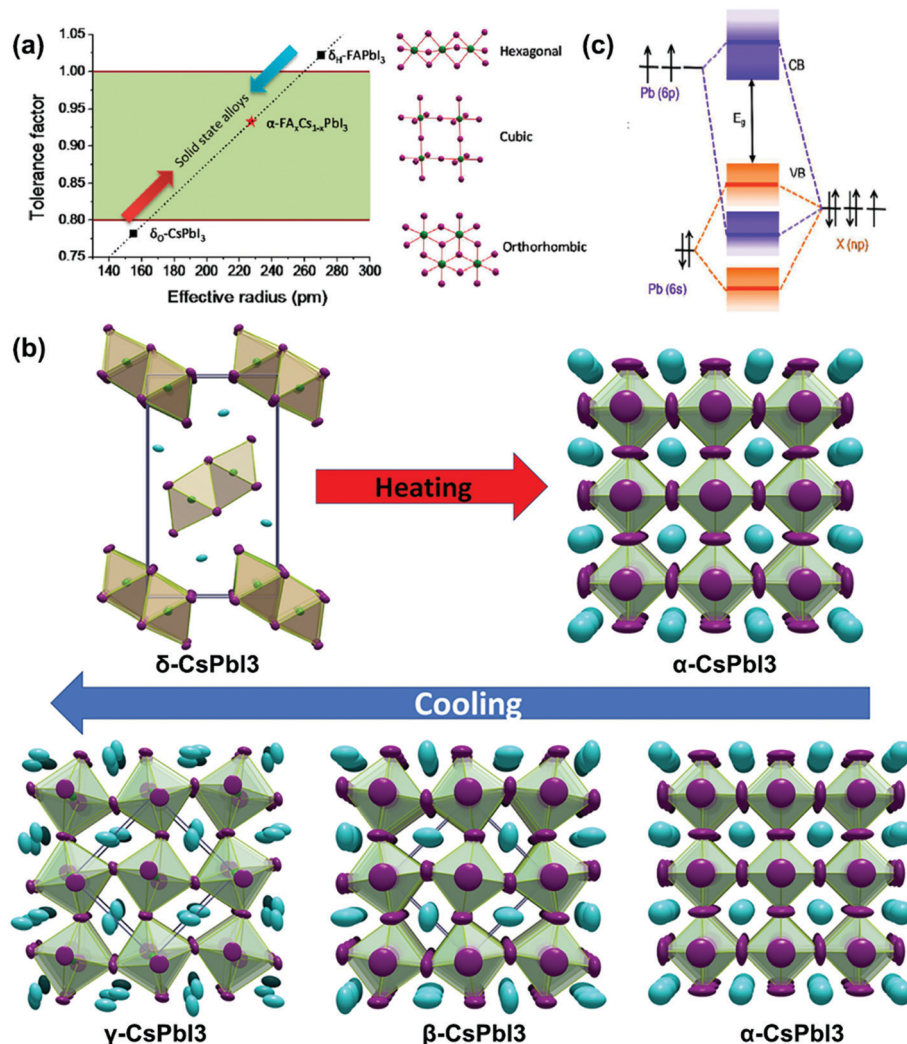 (a)
1.05
1.00
0.95
0.90
0.85
0.80
0.75
Tolerance factor
140 160 180 200 220 240 260 280 300
Effective radius (pm)
δH-FAPbI3
α-FAxCs1-xPbI3
Solid state alloys
δO-CsPbI3
Hexagonal
Cubic
Orthorhombic
(c)
Pb (6p)
CB
Eg
VB
X (np)
Pb (6s)
(b)
Heating
δ-CsPbI3
α-CsPbI3
Cooling
γ-CsPbI3
β-CsPbI3
α-CsPbI3